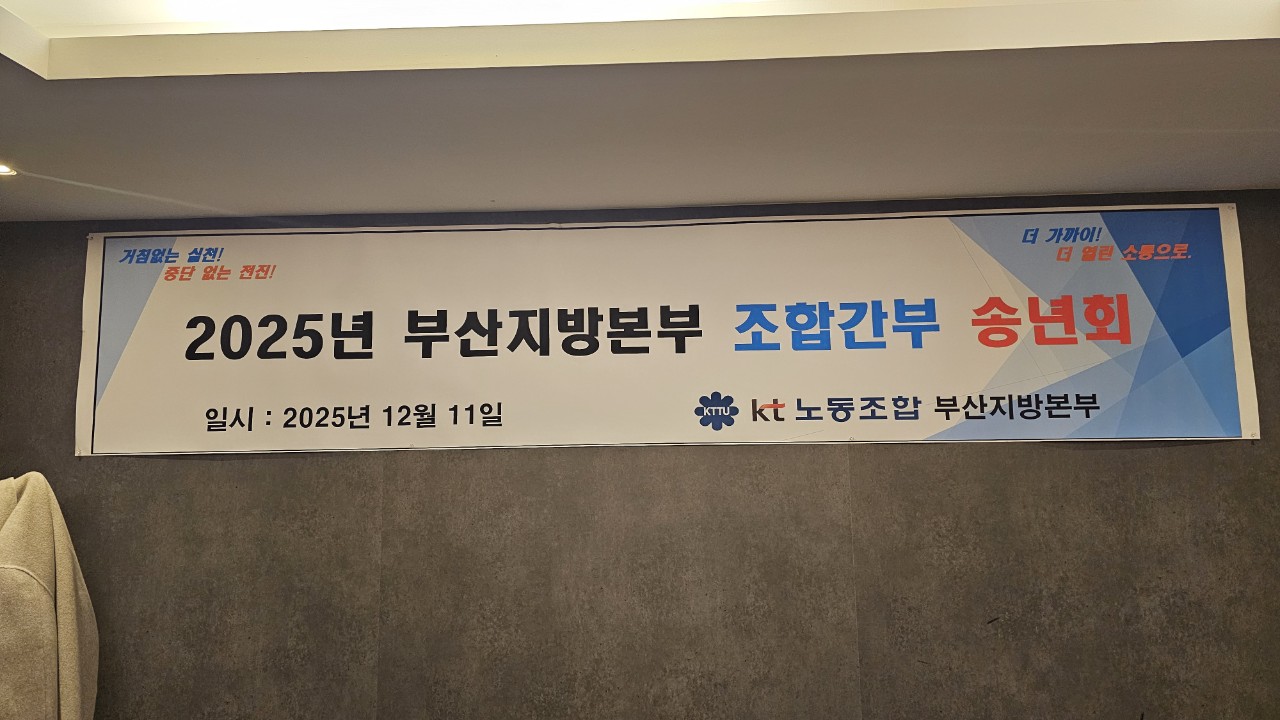 거침없는 실천!
중단 없는 전진!
더 가까이!
더 열린 소통으로.
2025년 부산지방본부 조합간부 송년회
일시 : 2025년 12월 11일
KTTU kt 노동조합 부산지방본부